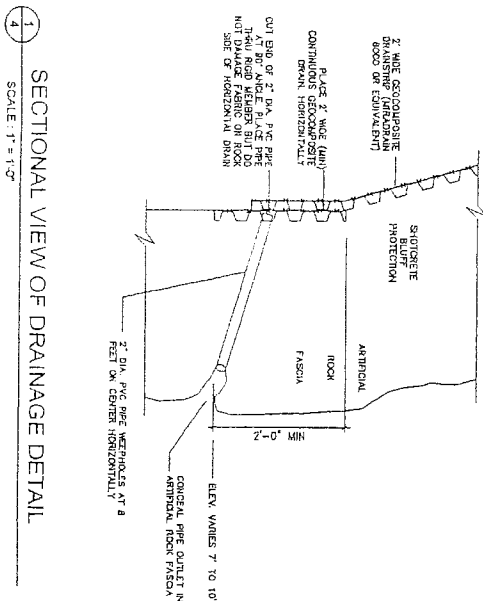 2' WIDE GEOCOMPOSITE
DRAINSTRIP (MIRADRAIN
6000 OR EQUIVALENT)
PLACE 2' WIDE (MIN)
CONTINUOUS GEOCOMPOSITE
DRAIN HORIZONTALLY
CUT END OF 2" DIA. PVC PIPE
AT 90° ANGLE. PLACE PIPE
THRU RIGID MEMBER BUT DO
NOT DAMAGE FABRIC ON ROCK
SIDE OF HORIZONTAL DRAIN
SHOTCRETE
BLUFF
PROTECTION
ARTIFICIAL
ROCK
FASCIA
2'-0" MIN
ELEV. VARIES 7' TO 10'
CONCEAL PIPE OUTLET IN
ARTIFICIAL ROCK FASCIA
2" DIA. PVC PIPE WEEPHOLES AT 8
FEET ON CENTER HORIZONTALLY
1
4
SECTIONAL VIEW OF DRAINAGE DETAIL
SCALE : 1" = 1'-0"